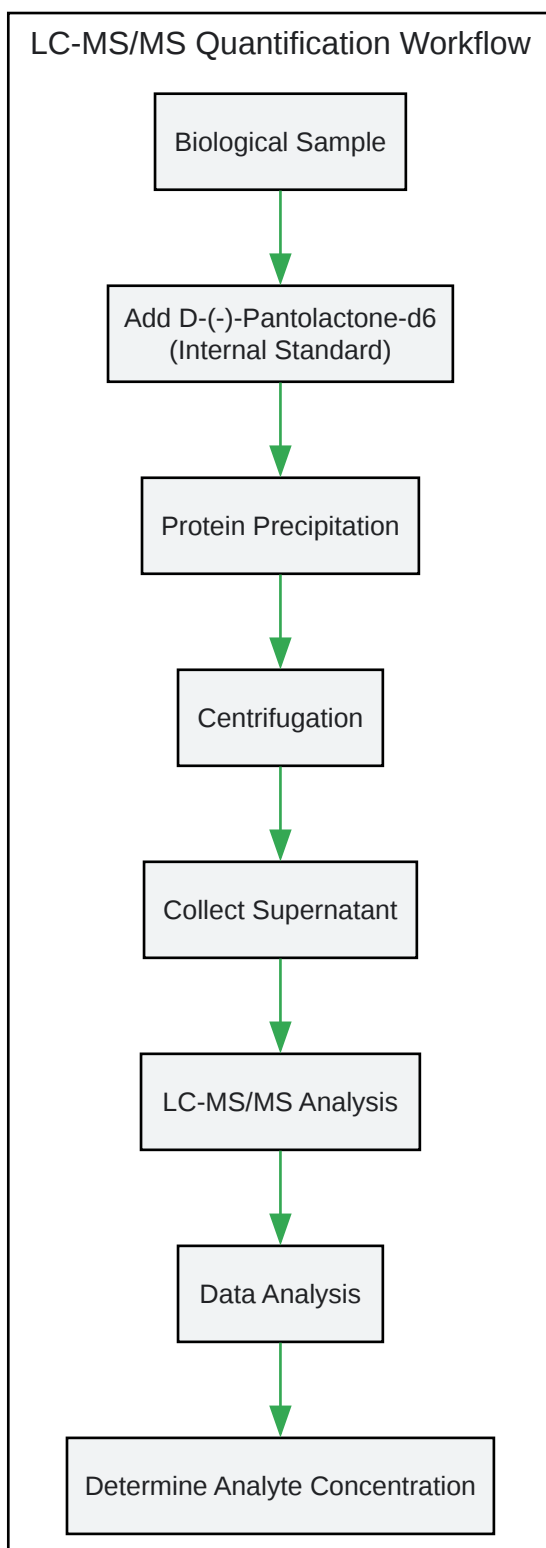 LC-MS/MS Quantification Workflow
Biological Sample
Add D-(-)-Pantolactone-d6
(Internal Standard)
Protein Precipitation
Centrifugation
Collect Supernatant
LC-MS/MS Analysis
Data Analysis
Determine Analyte Concentration